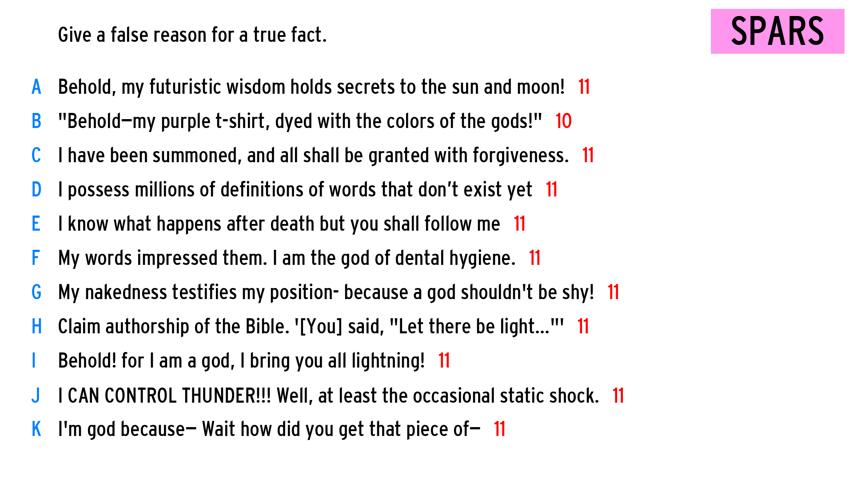 Give a false reason for a true fact.
SPARS
A Behold, my futuristic wisdom holds secrets to the sun and moon! 11
B "Behold—my purple t-shirt, dyed with the colors of the gods!" 10
C I have been summoned, and all shall be granted with forgiveness. 11
D I possess millions of definitions of words that don't exist yet 11
E I know what happens after death but you shall follow me 11
F My words impressed them. I am the god of dental hygiene. 11
G My nakedness testifies my position- because a god shouldn't be shy! 11
H Claim authorship of the Bible. '[You] said, "Let there be light..."' 11
I Behold! for I am a god, I bring you all lightning! 11
J I CAN CONTROL THUNDER!!! Well, at least the occasional static shock. 11
K I'm god because— Wait how did you get that piece of— 11